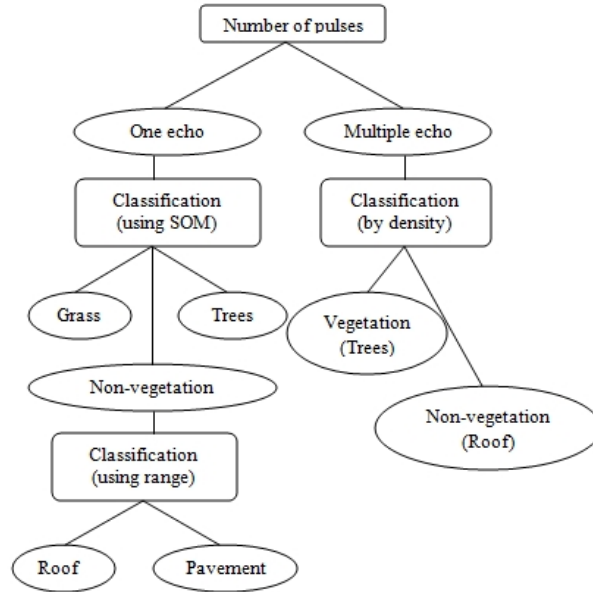 Number of pulses
One echo
Multiple echo
Classification
(using SOM)
Classification
(by density)
Grass
Trees
Vegetation
(Trees)
Non-vegetation
Non-vegetation
(Roof)
Classification
(using range)
Roof
Pavement